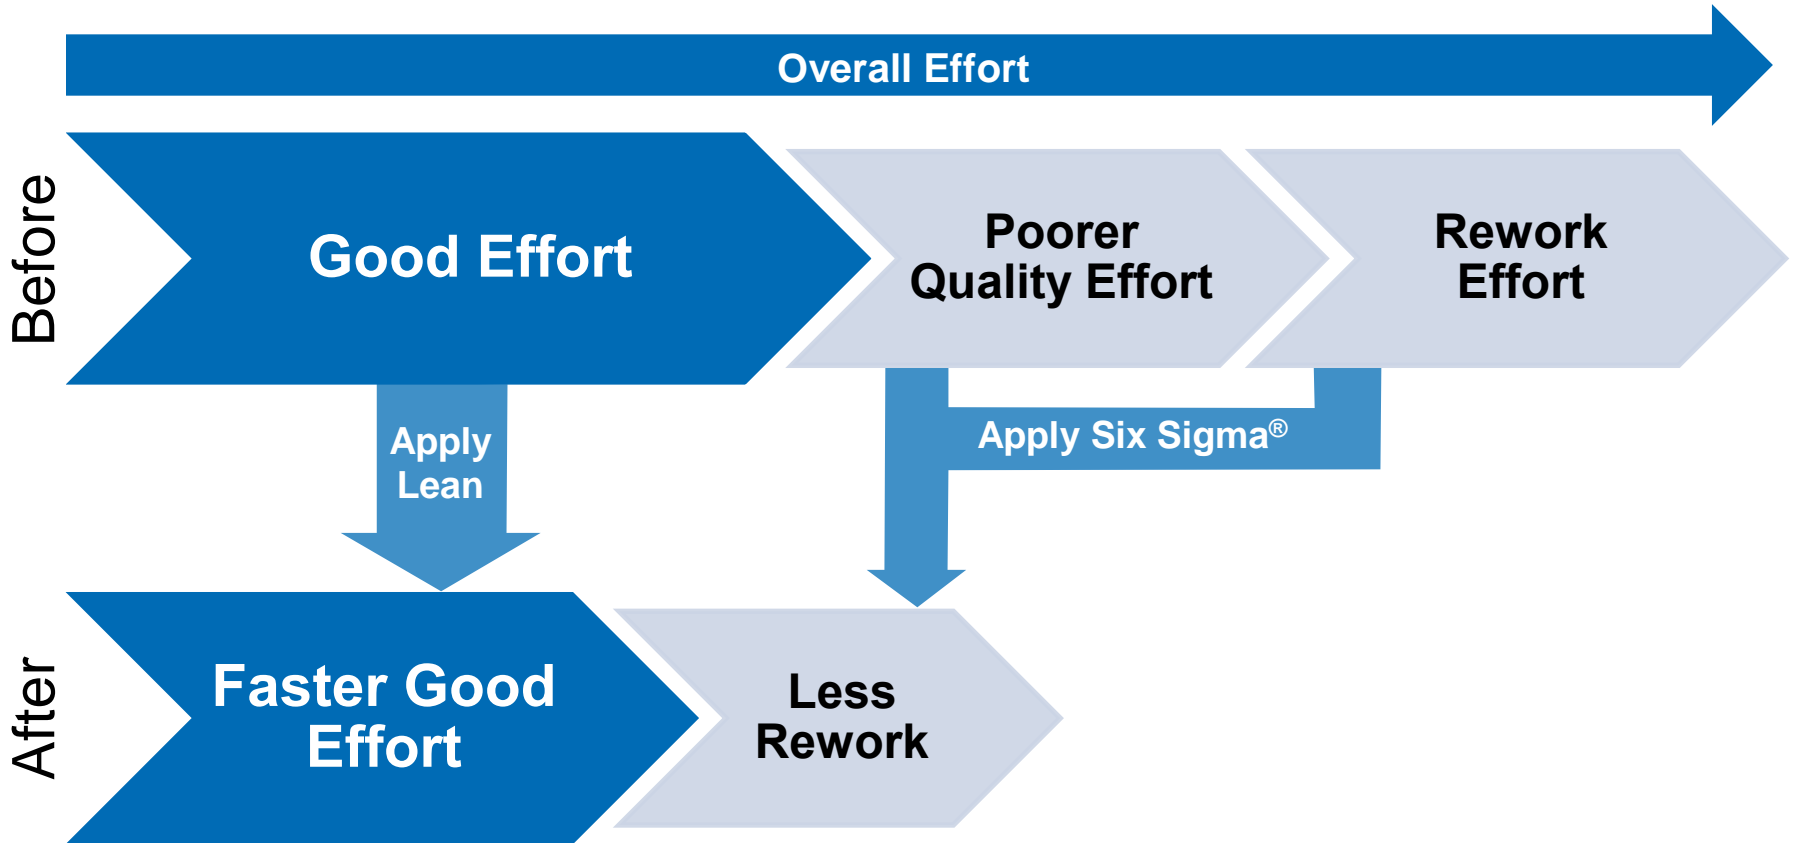 Overall Effort
Before
Good Effort
Poorer
Quality Effort
Rework
Effort
Apply
Lean
Apply Six Sigma®
After
Faster Good
Effort
Less
Rework